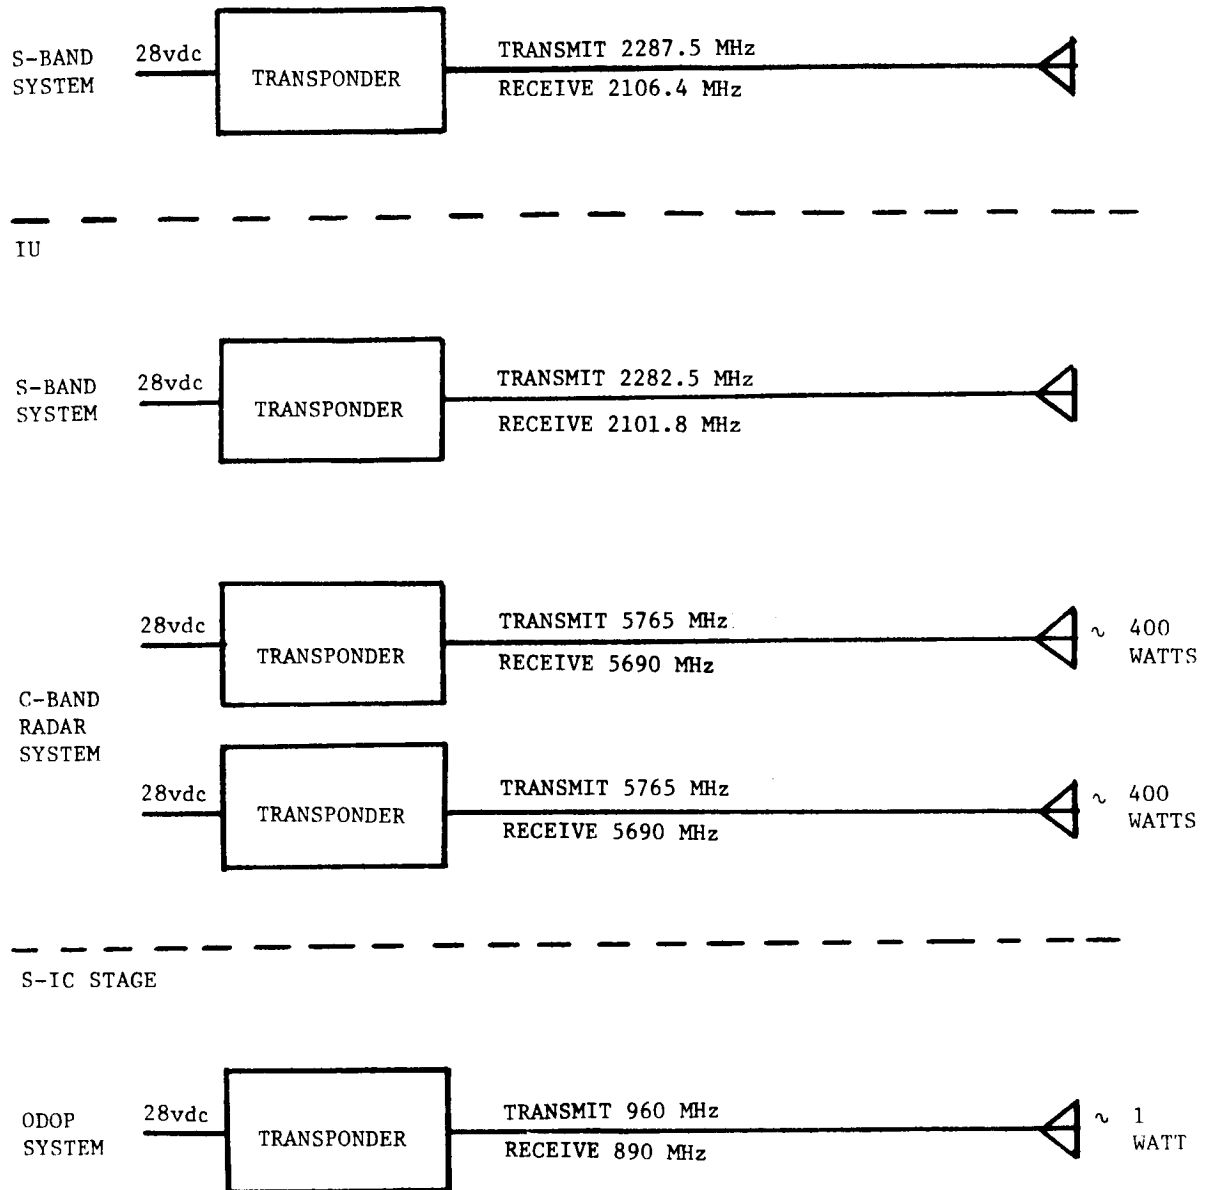 S-BAND
SYSTEM
28vdc
TRANSPONDER
TRANSMIT 2287.5 MHz
RECEIVE 2106.4 MHz
IU
S-BAND
SYSTEM
28vdc
TRANSPONDER
TRANSMIT 2282.5 MHz
RECEIVE 2101.8 MHz
C-BAND
RADAR
SYSTEM
28vdc
TRANSPONDER
TRANSMIT 5765 MHz
RECEIVE 5690 MHz
~ 400
WATTS
28vdc
TRANSPONDER
TRANSMIT 5765 MHz
RECEIVE 5690 MHz
~ 400
WATTS
S-IC STAGE
ODOP
SYSTEM
28vdc
TRANSPONDER
TRANSMIT 960 MHz
RECEIVE 890 MHz
~ 1
WATT